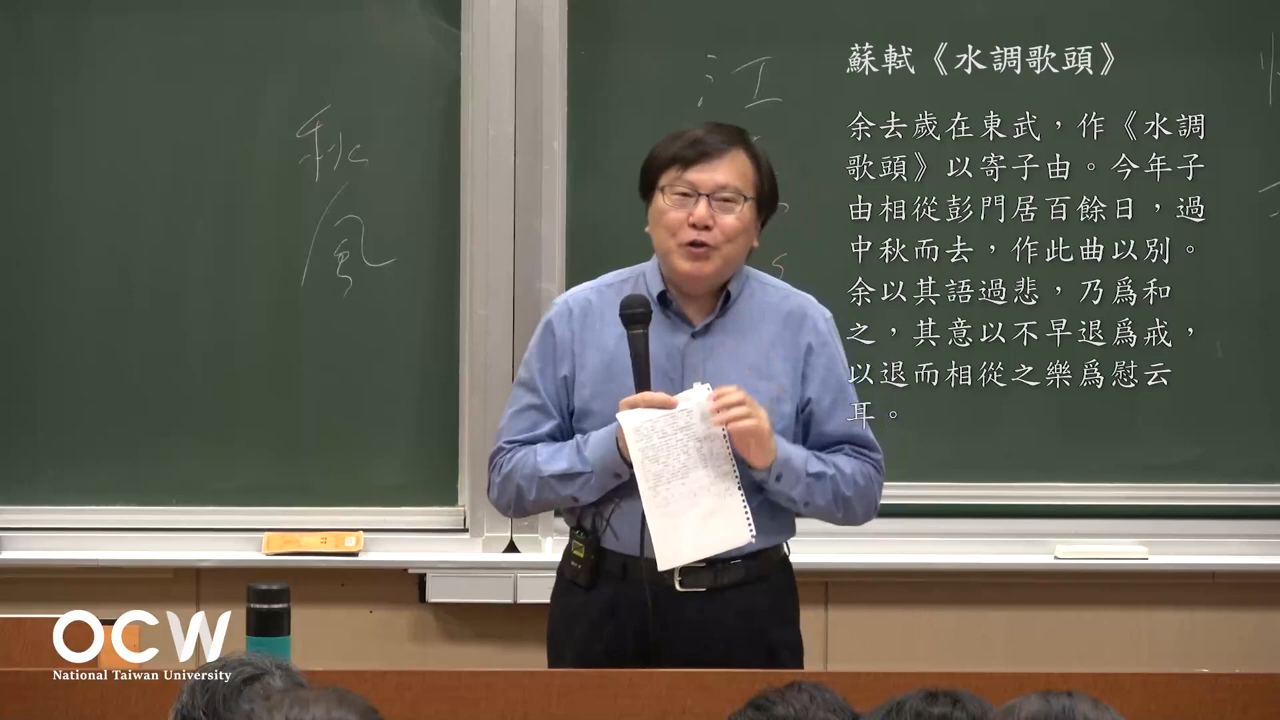 蘇軾《水調歌頭》
余去歲在東武，作《水調
歌頭》以寄子由。今年子
由相從彭門居百餘日，過
中秋而去，作此曲以別。
余以其語過悲，乃爲和
之，其意以不早退爲戒，
以退而相從之樂爲慰云
耳。
秋
風
江
OCW
National Taiwan University